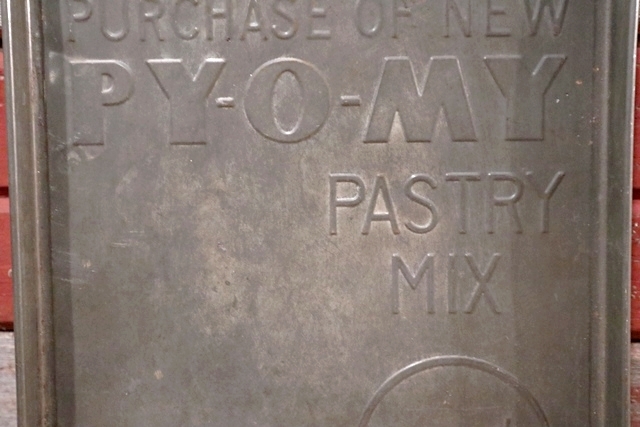 PURCHASE OF NEW
PY-O-MY
PASTRY
MIX